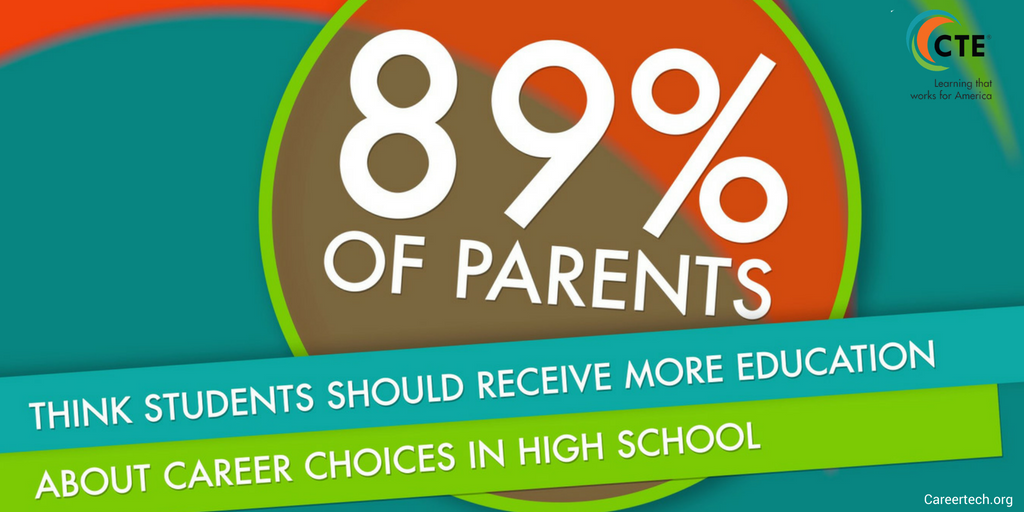 89%
OF PARENTS
THINK STUDENTS SHOULD RECEIVE MORE EDUCATION
ABOUT CAREER CHOICES IN HIGH SCHOOL
CTE
Learning that
works for America
Careertech.org